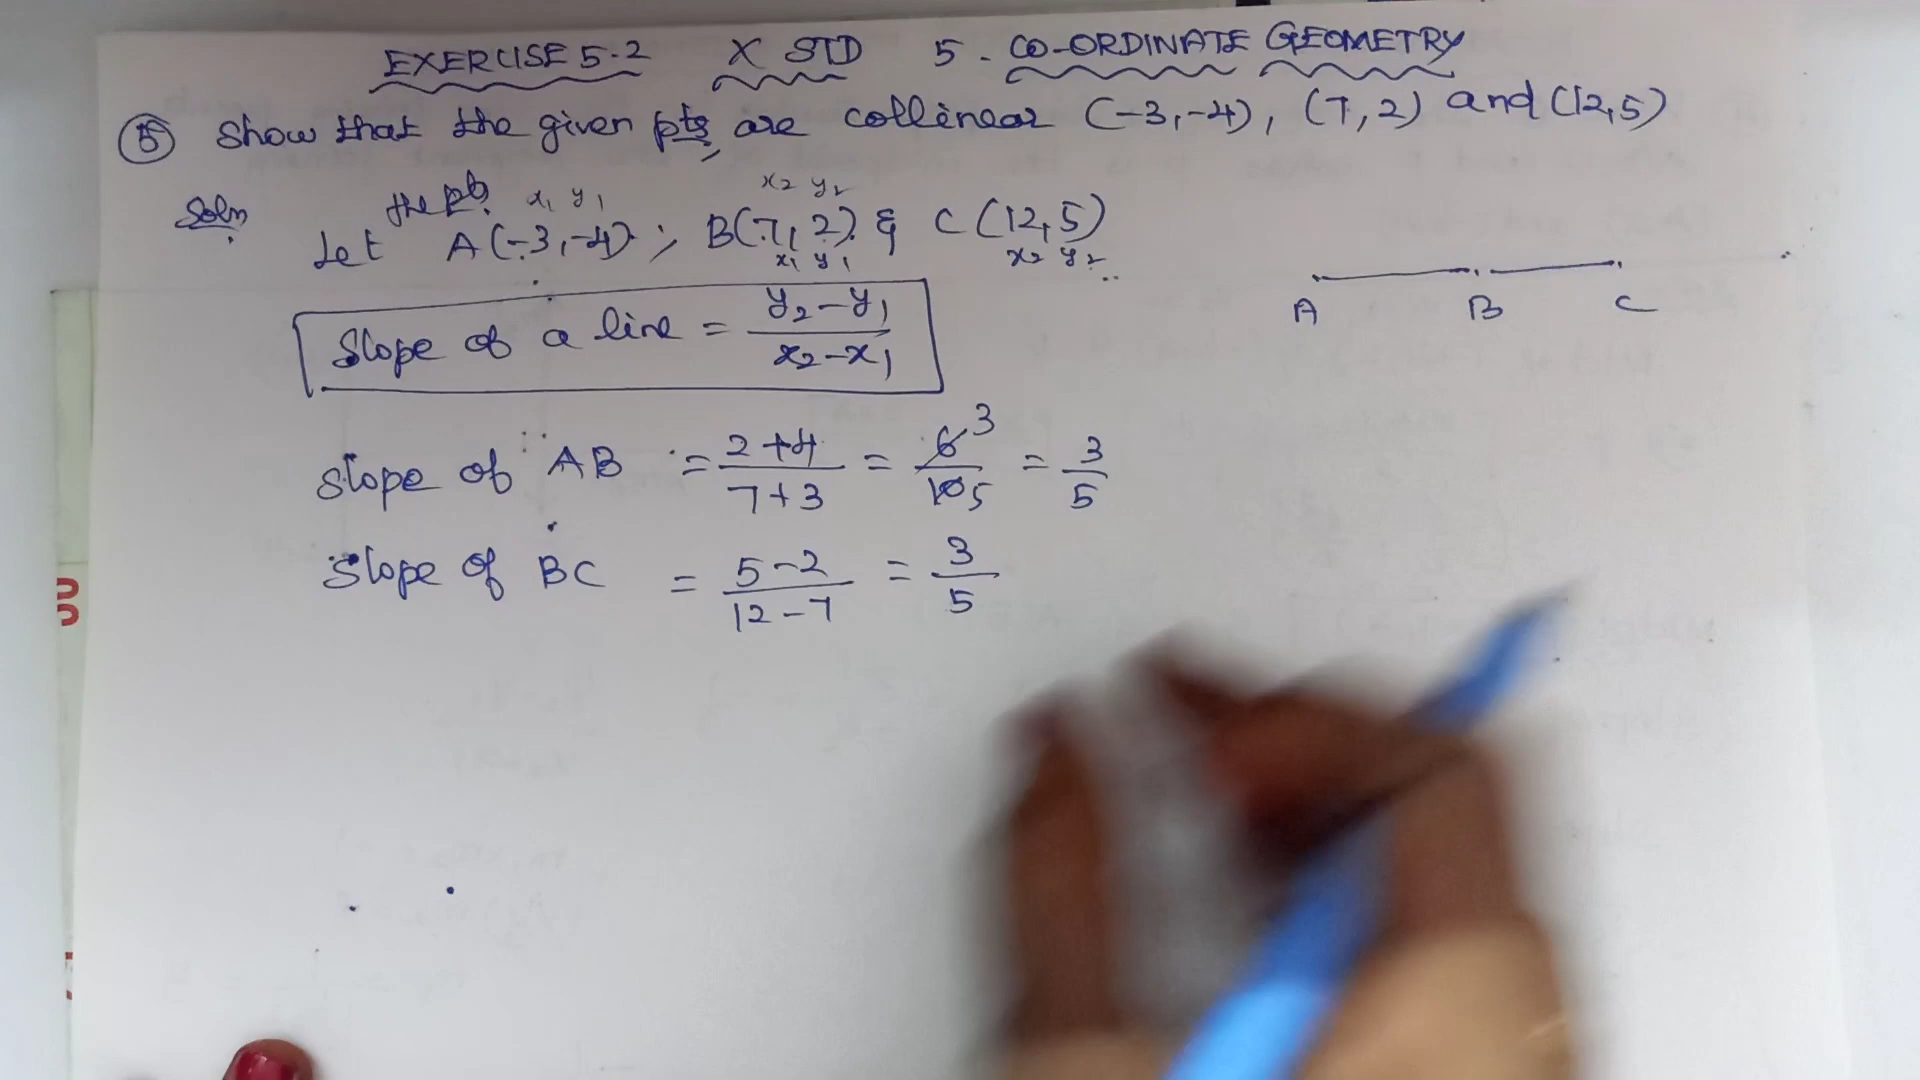 EXERCISE 5.2 X STD 5. CO-ORDINATE GEOMETRY
⑤ Show that the given pts are collinear (-3,-4), (7,2) and (12,5)
Soln
the pts x₁ y₁ x₂ y₂
Let A(-3,-4); B(7,2) & C(12,5)
x₁ y₁ x₂ y₂
A B C
Slope of a line = (y₂-y₁)/(x₂-x₁)
Slope of AB = (2+4)/(7+3) = 6 3/10 5 = 3/5
Slope of BC = (5-2)/(12-7) = 3/5